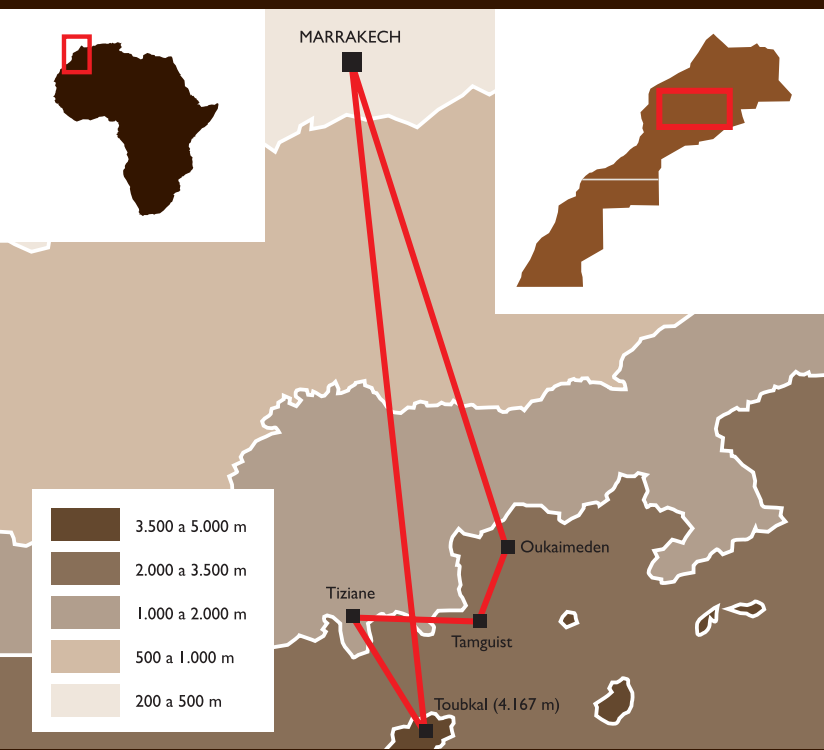 MARRAKECH
Oukaimeden
Tiziane
Tamguist
Toubkal (4.167 m)
3.500 a 5.000 m
2.000 a 3.500 m
1.000 a 2.000 m
500 a 1.000 m
200 a 500 m